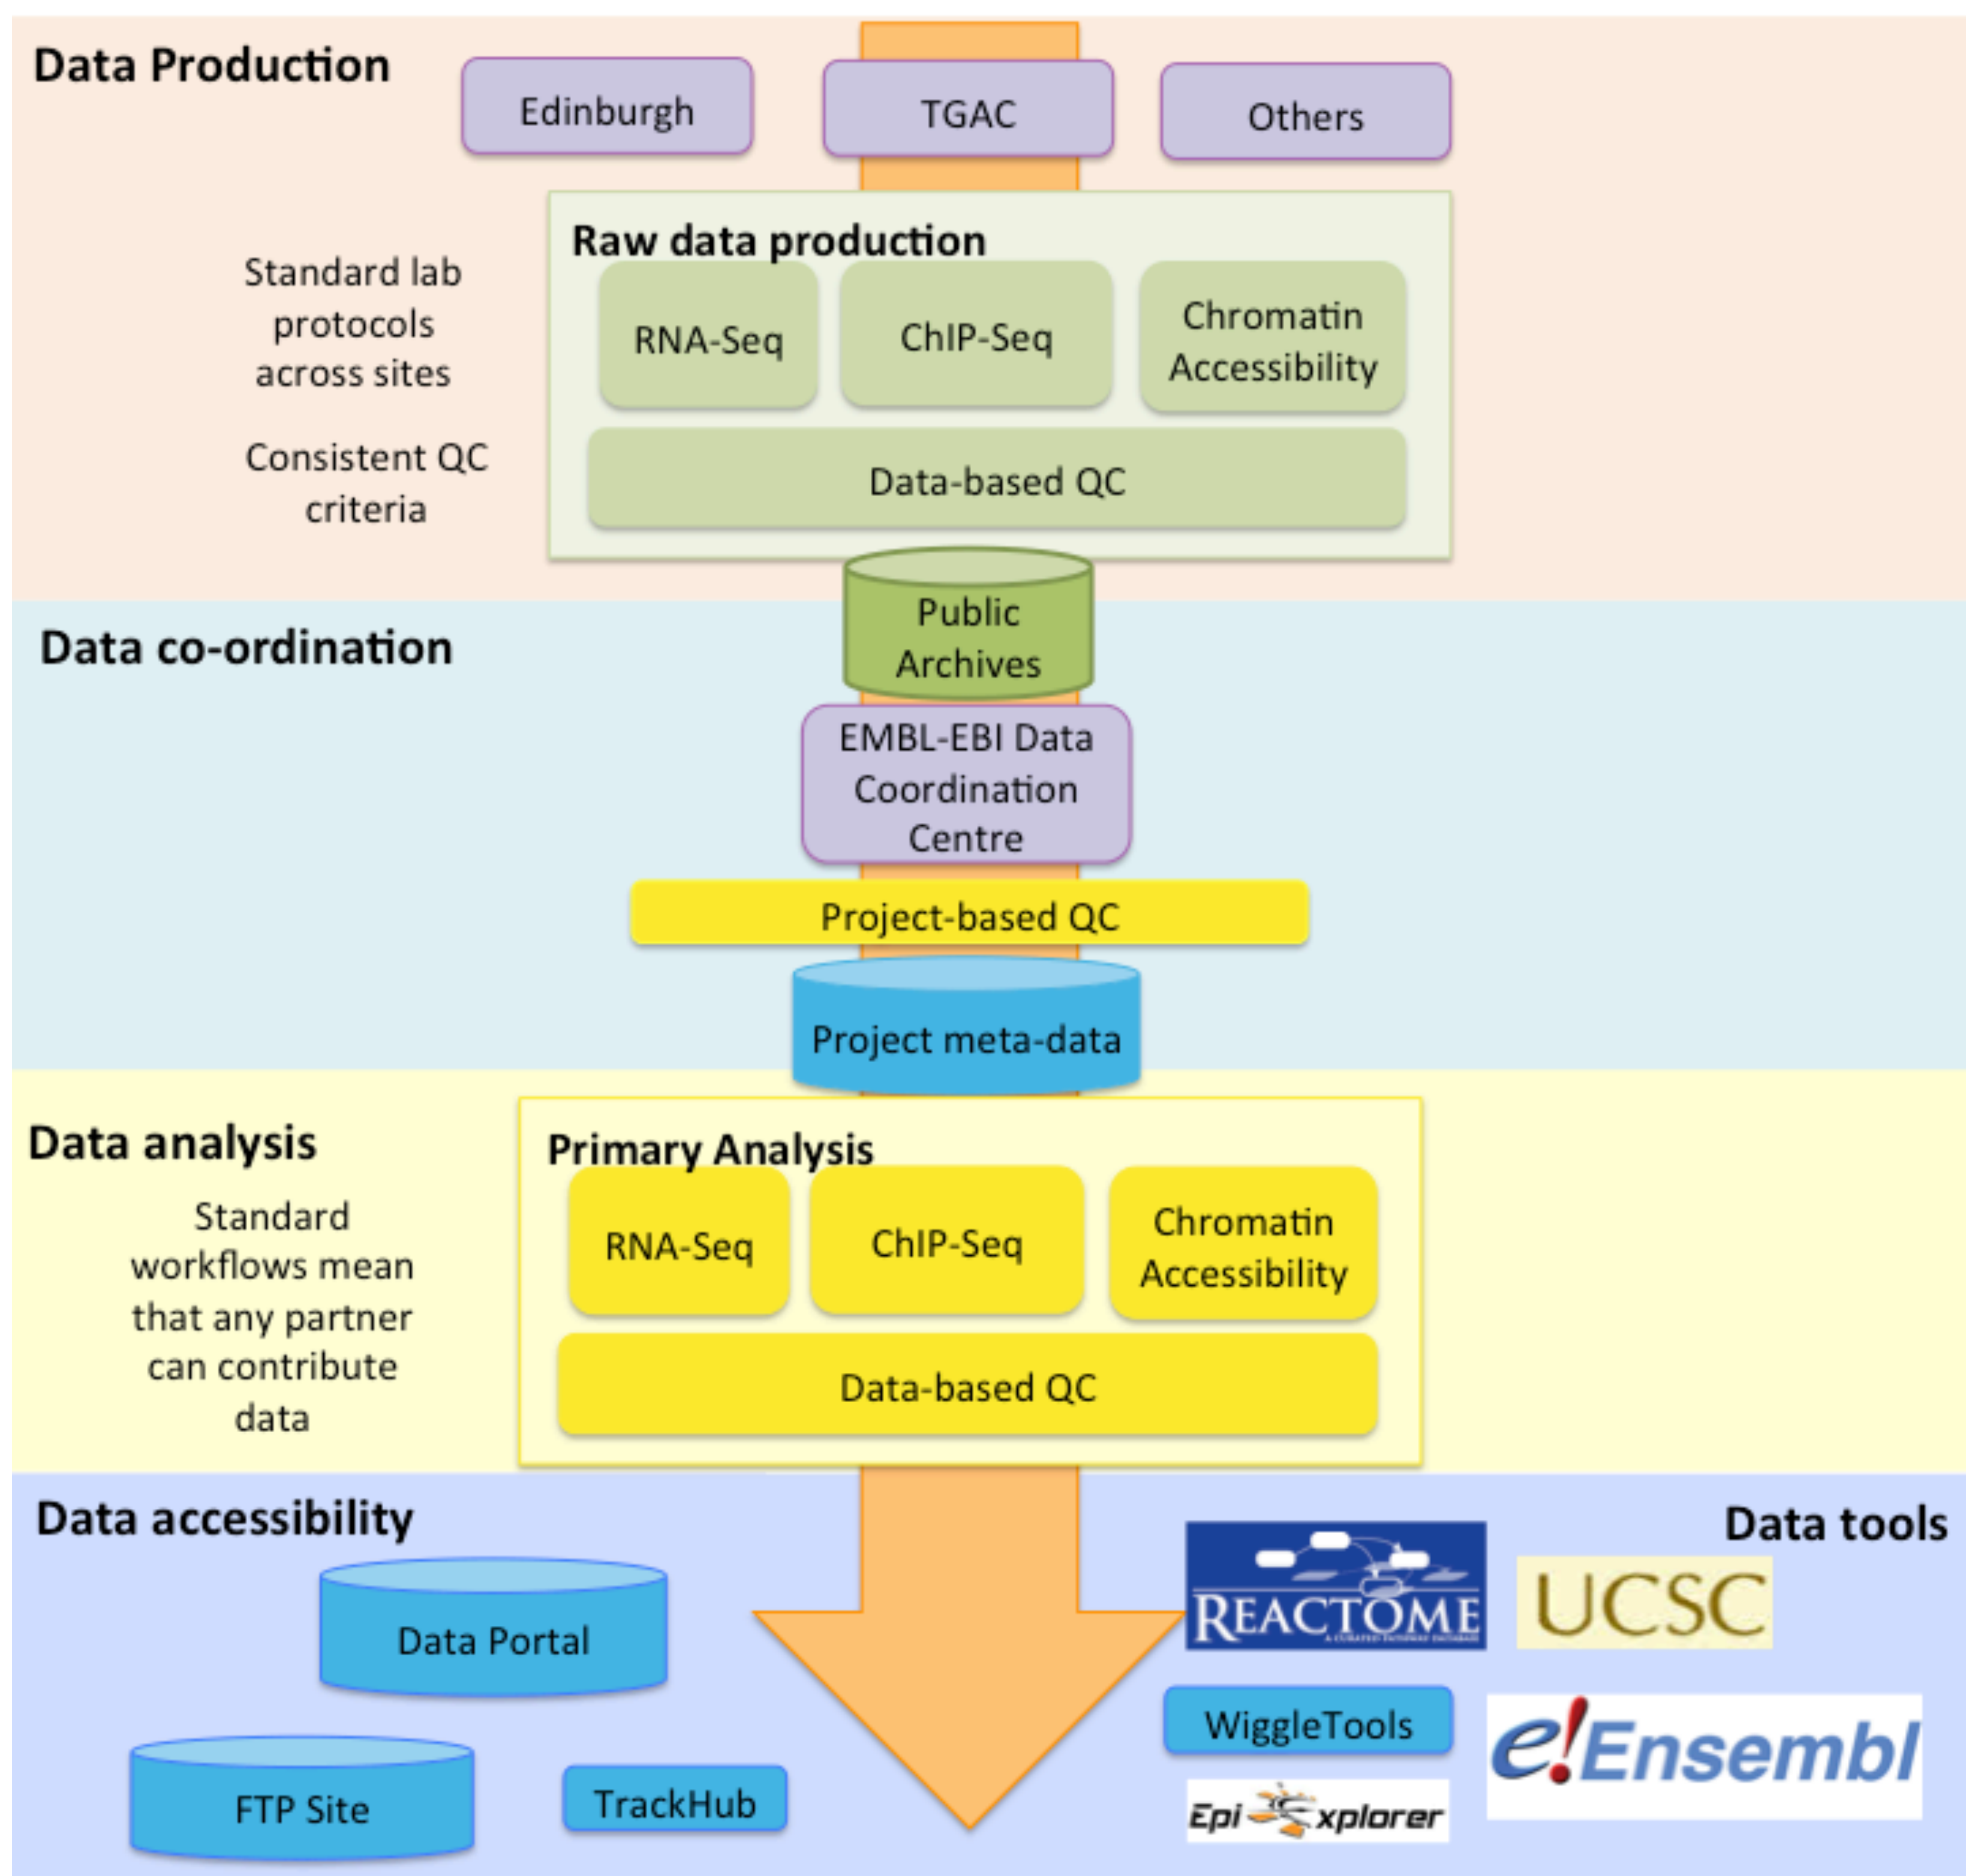 Data Production
Edinburgh
TGAC
Others
Raw data production
Standard lab
protocols
across sites
RNA-Seq
ChIP-Seq
Chromatin
Accessibility
Consistent QC
criteria
Data-based QC
Public
Archives
Data co-ordination
EMBL-EBI Data
Coordination
Centre
Project-based QC
Project meta-data
Data analysis
Primary Analysis
Standard
workflows mean
that any partner
can contribute
data
RNA-Seq
ChIP-Seq
Chromatin
Accessibility
Data-based QC
Data accessibility
Data tools
Data Portal
FTP Site
TrackHub
REACTOME
A CURATED PATHWAY DATABASE
UCSC
WiggleTools
e!Ensembl
EpiExplorer